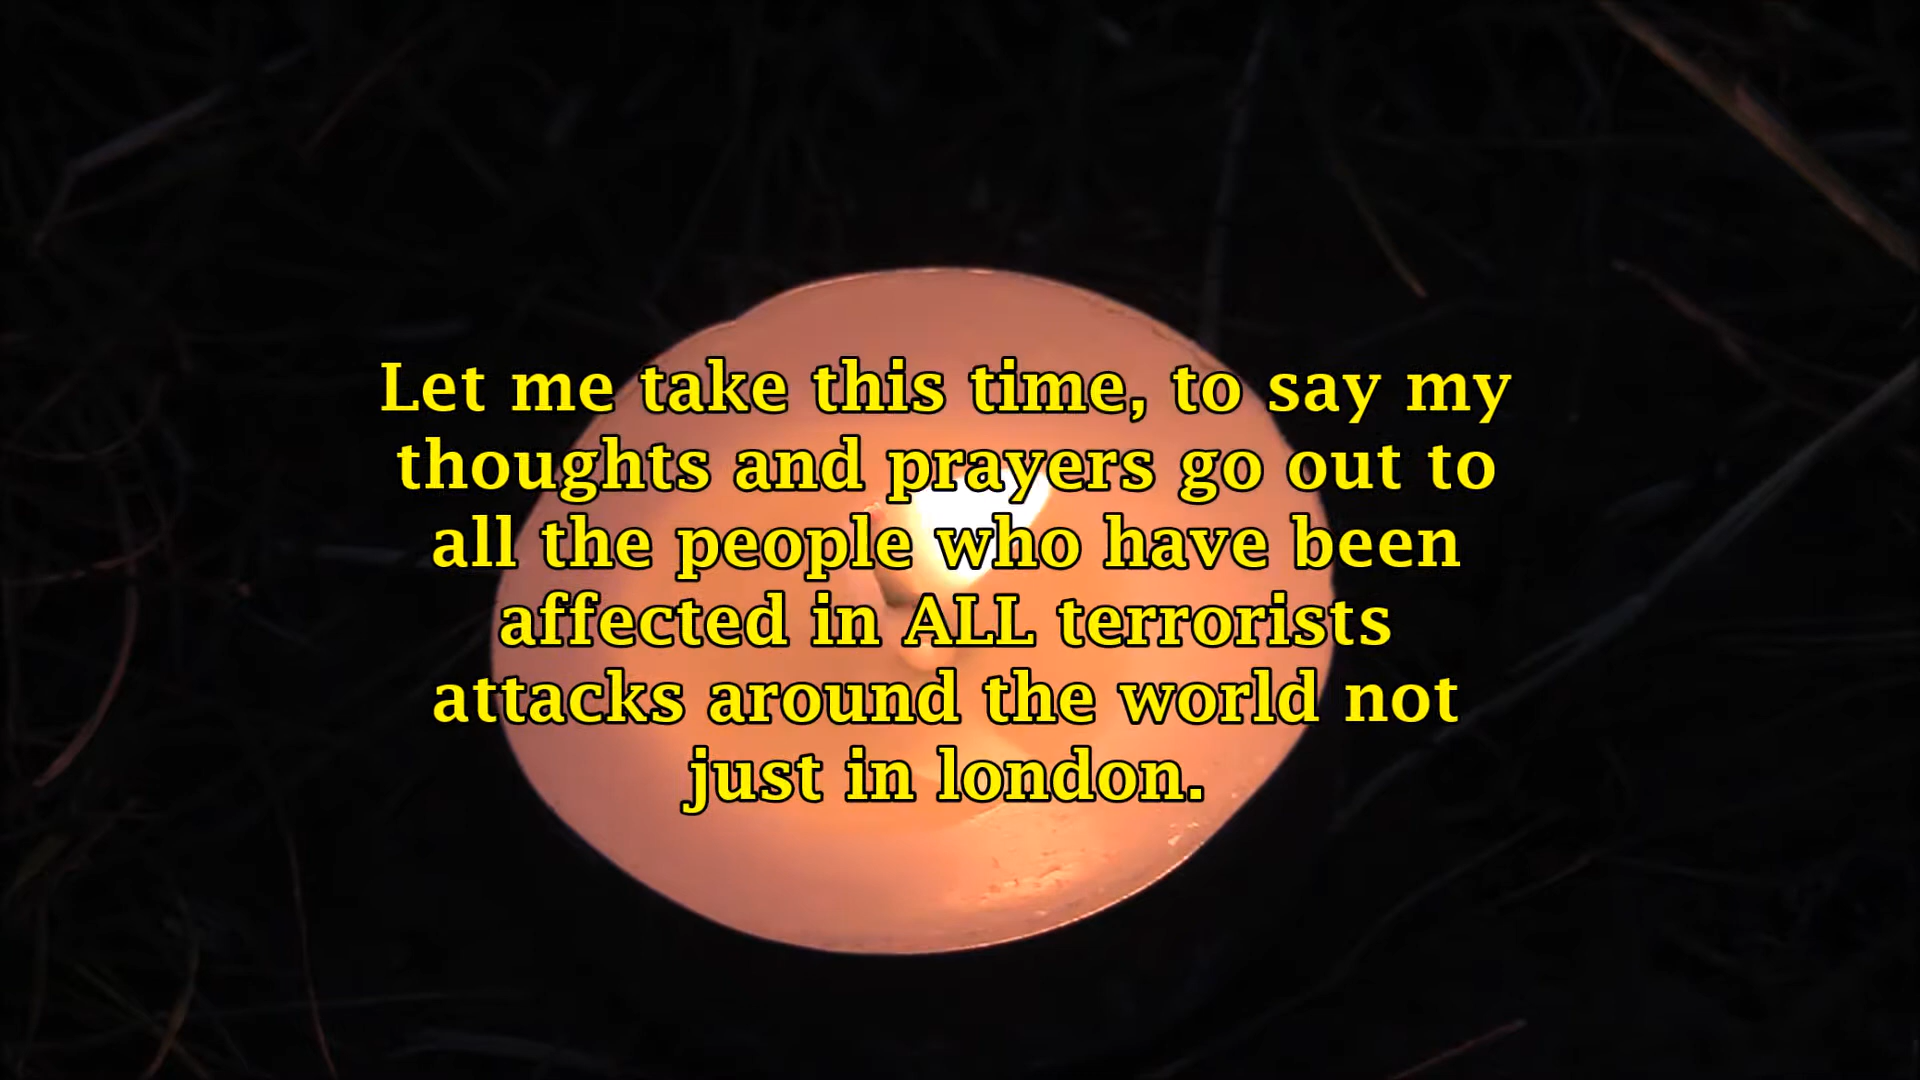 Let me take this time, to say my
thoughts and prayers go out to
all the people who have been
affected in ALL terrorists
attacks around the world not
just in london.